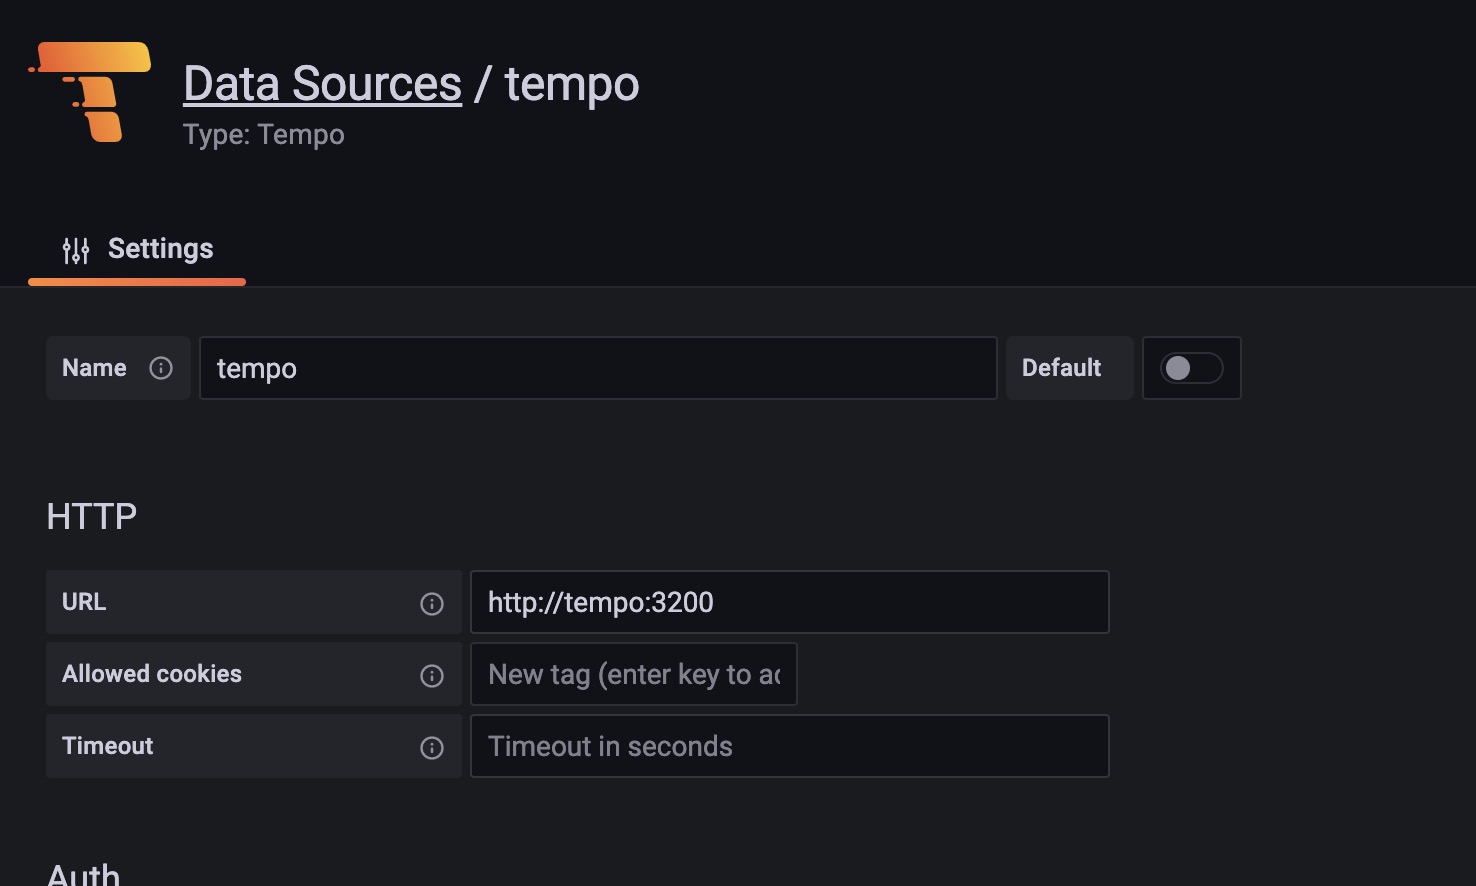 Data Sources / tempo
Type: Tempo
Settings
Name tempo Default
HTTP
URL http://tempo:3200
Allowed cookies New tag (enter key to ad
Timeout Timeout in seconds
Auth